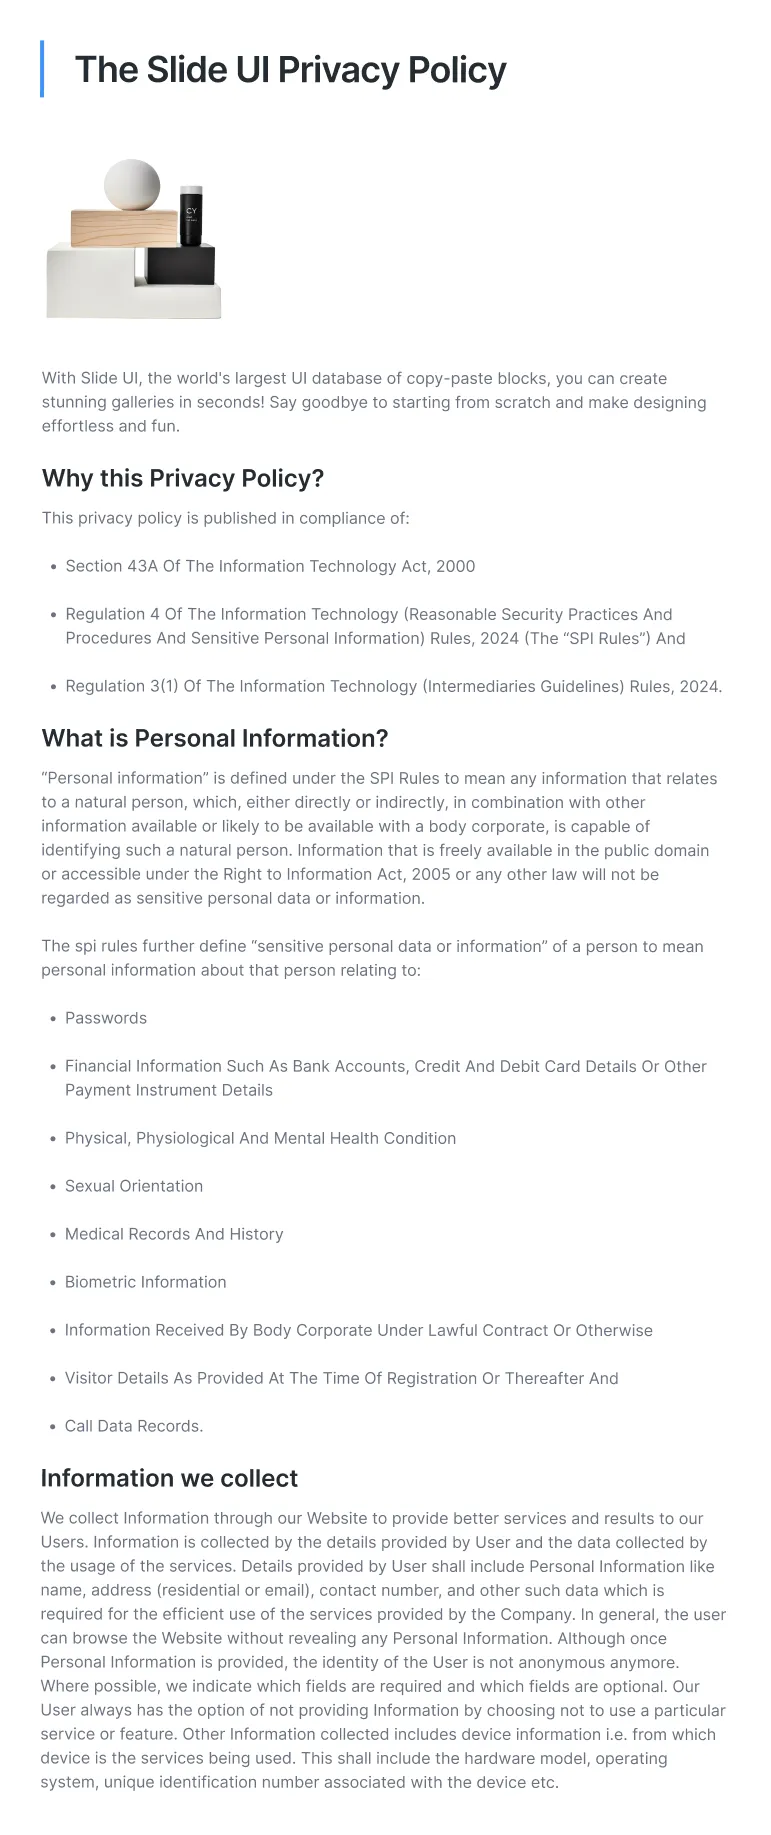 The Slide UI Privacy Policy
CY
With Slide UI, the world's largest UI database of copy-paste blocks, you can create
stunning galleries in seconds! Say goodbye to starting from scratch and make designing
effortless and fun.
Why this Privacy Policy?
This privacy policy is published in compliance of:
• Section 43A Of The Information Technology Act, 2000
• Regulation 4 Of The Information Technology (Reasonable Security Practices And
Procedures And Sensitive Personal Information) Rules, 2024 (The “SPI Rules”) And
• Regulation 3(1) Of The Information Technology (Intermediaries Guidelines) Rules, 2024.
What is Personal Information?
“Personal information” is defined under the SPI Rules to mean any information that relates
to a natural person, which, either directly or indirectly, in combination with other
information available or likely to be available with a body corporate, is capable of
identifying such a natural person. Information that is freely available in the public domain
or accessible under the Right to Information Act, 2005 or any other law will not be
regarded as sensitive personal data or information.
The spi rules further define “sensitive personal data or information” of a person to mean
personal information about that person relating to:
• Passwords
• Financial Information Such As Bank Accounts, Credit And Debit Card Details Or Other
Payment Instrument Details
• Physical, Physiological And Mental Health Condition
• Sexual Orientation
• Medical Records And History
• Biometric Information
• Information Received By Body Corporate Under Lawful Contract Or Otherwise
• Visitor Details As Provided At The Time Of Registration Or Thereafter And
• Call Data Records.
Information we collect
We collect Information through our Website to provide better services and results to our
Users. Information is collected by the details provided by User and the data collected by
the usage of the services. Details provided by User shall include Personal Information like
name, address (residential or email), contact number, and other such data which is
required for the efficient use of the services provided by the Company. In general, the user
can browse the Website without revealing any Personal Information. Although once
Personal Information is provided, the identity of the User is not anonymous anymore.
Where possible, we indicate which fields are required and which fields are optional. Our
User always has the option of not providing Information by choosing not to use a particular
service or feature. Other Information collected includes device information i.e. from which
device is the services being used. This shall include the hardware model, operating
system, unique identification number associated with the device etc.